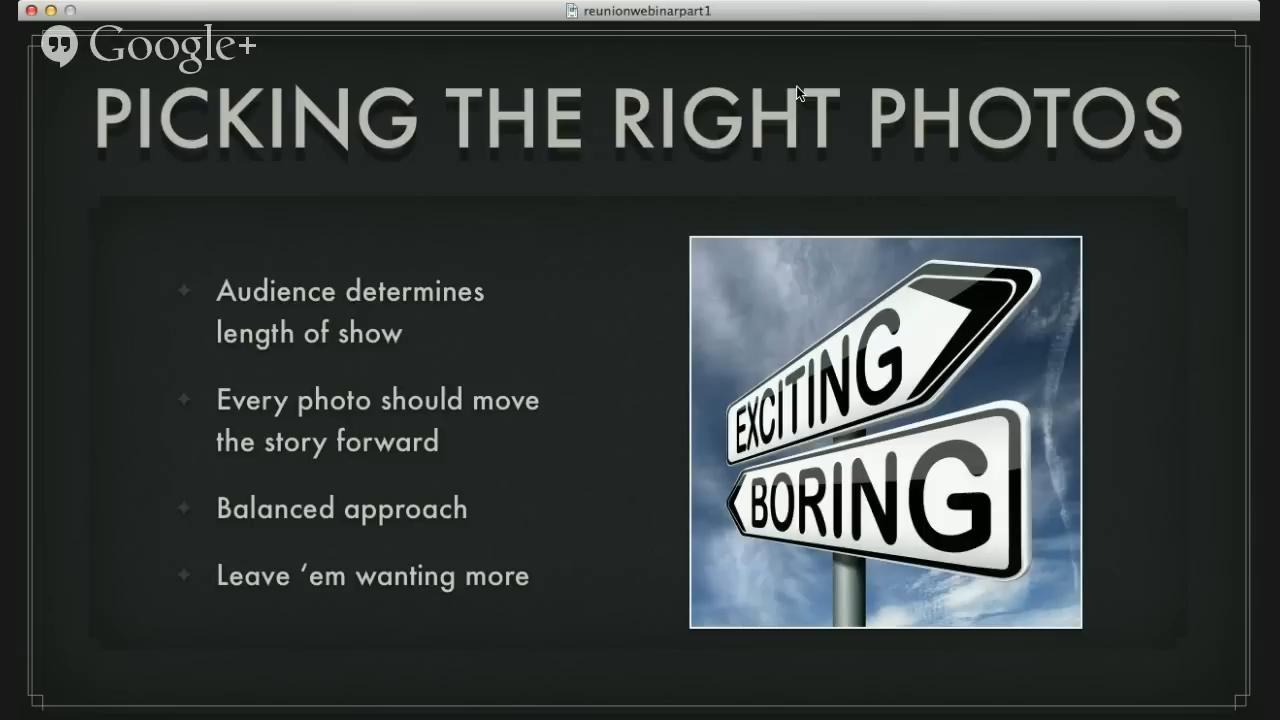 reunionwebinarpart1
Google+
PICKING THE RIGHT PHOTOS
Audience determines
length of show
Every photo should move
the story forward
Balanced approach
Leave ‘em wanting more
EXCITING
BORING